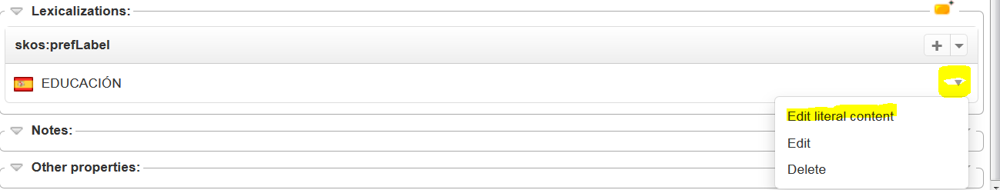 Lexicalizations:
skos:prefLabel
EDUCACIÓN
Edit literal content
Notes:
Edit
Other properties:
Delete